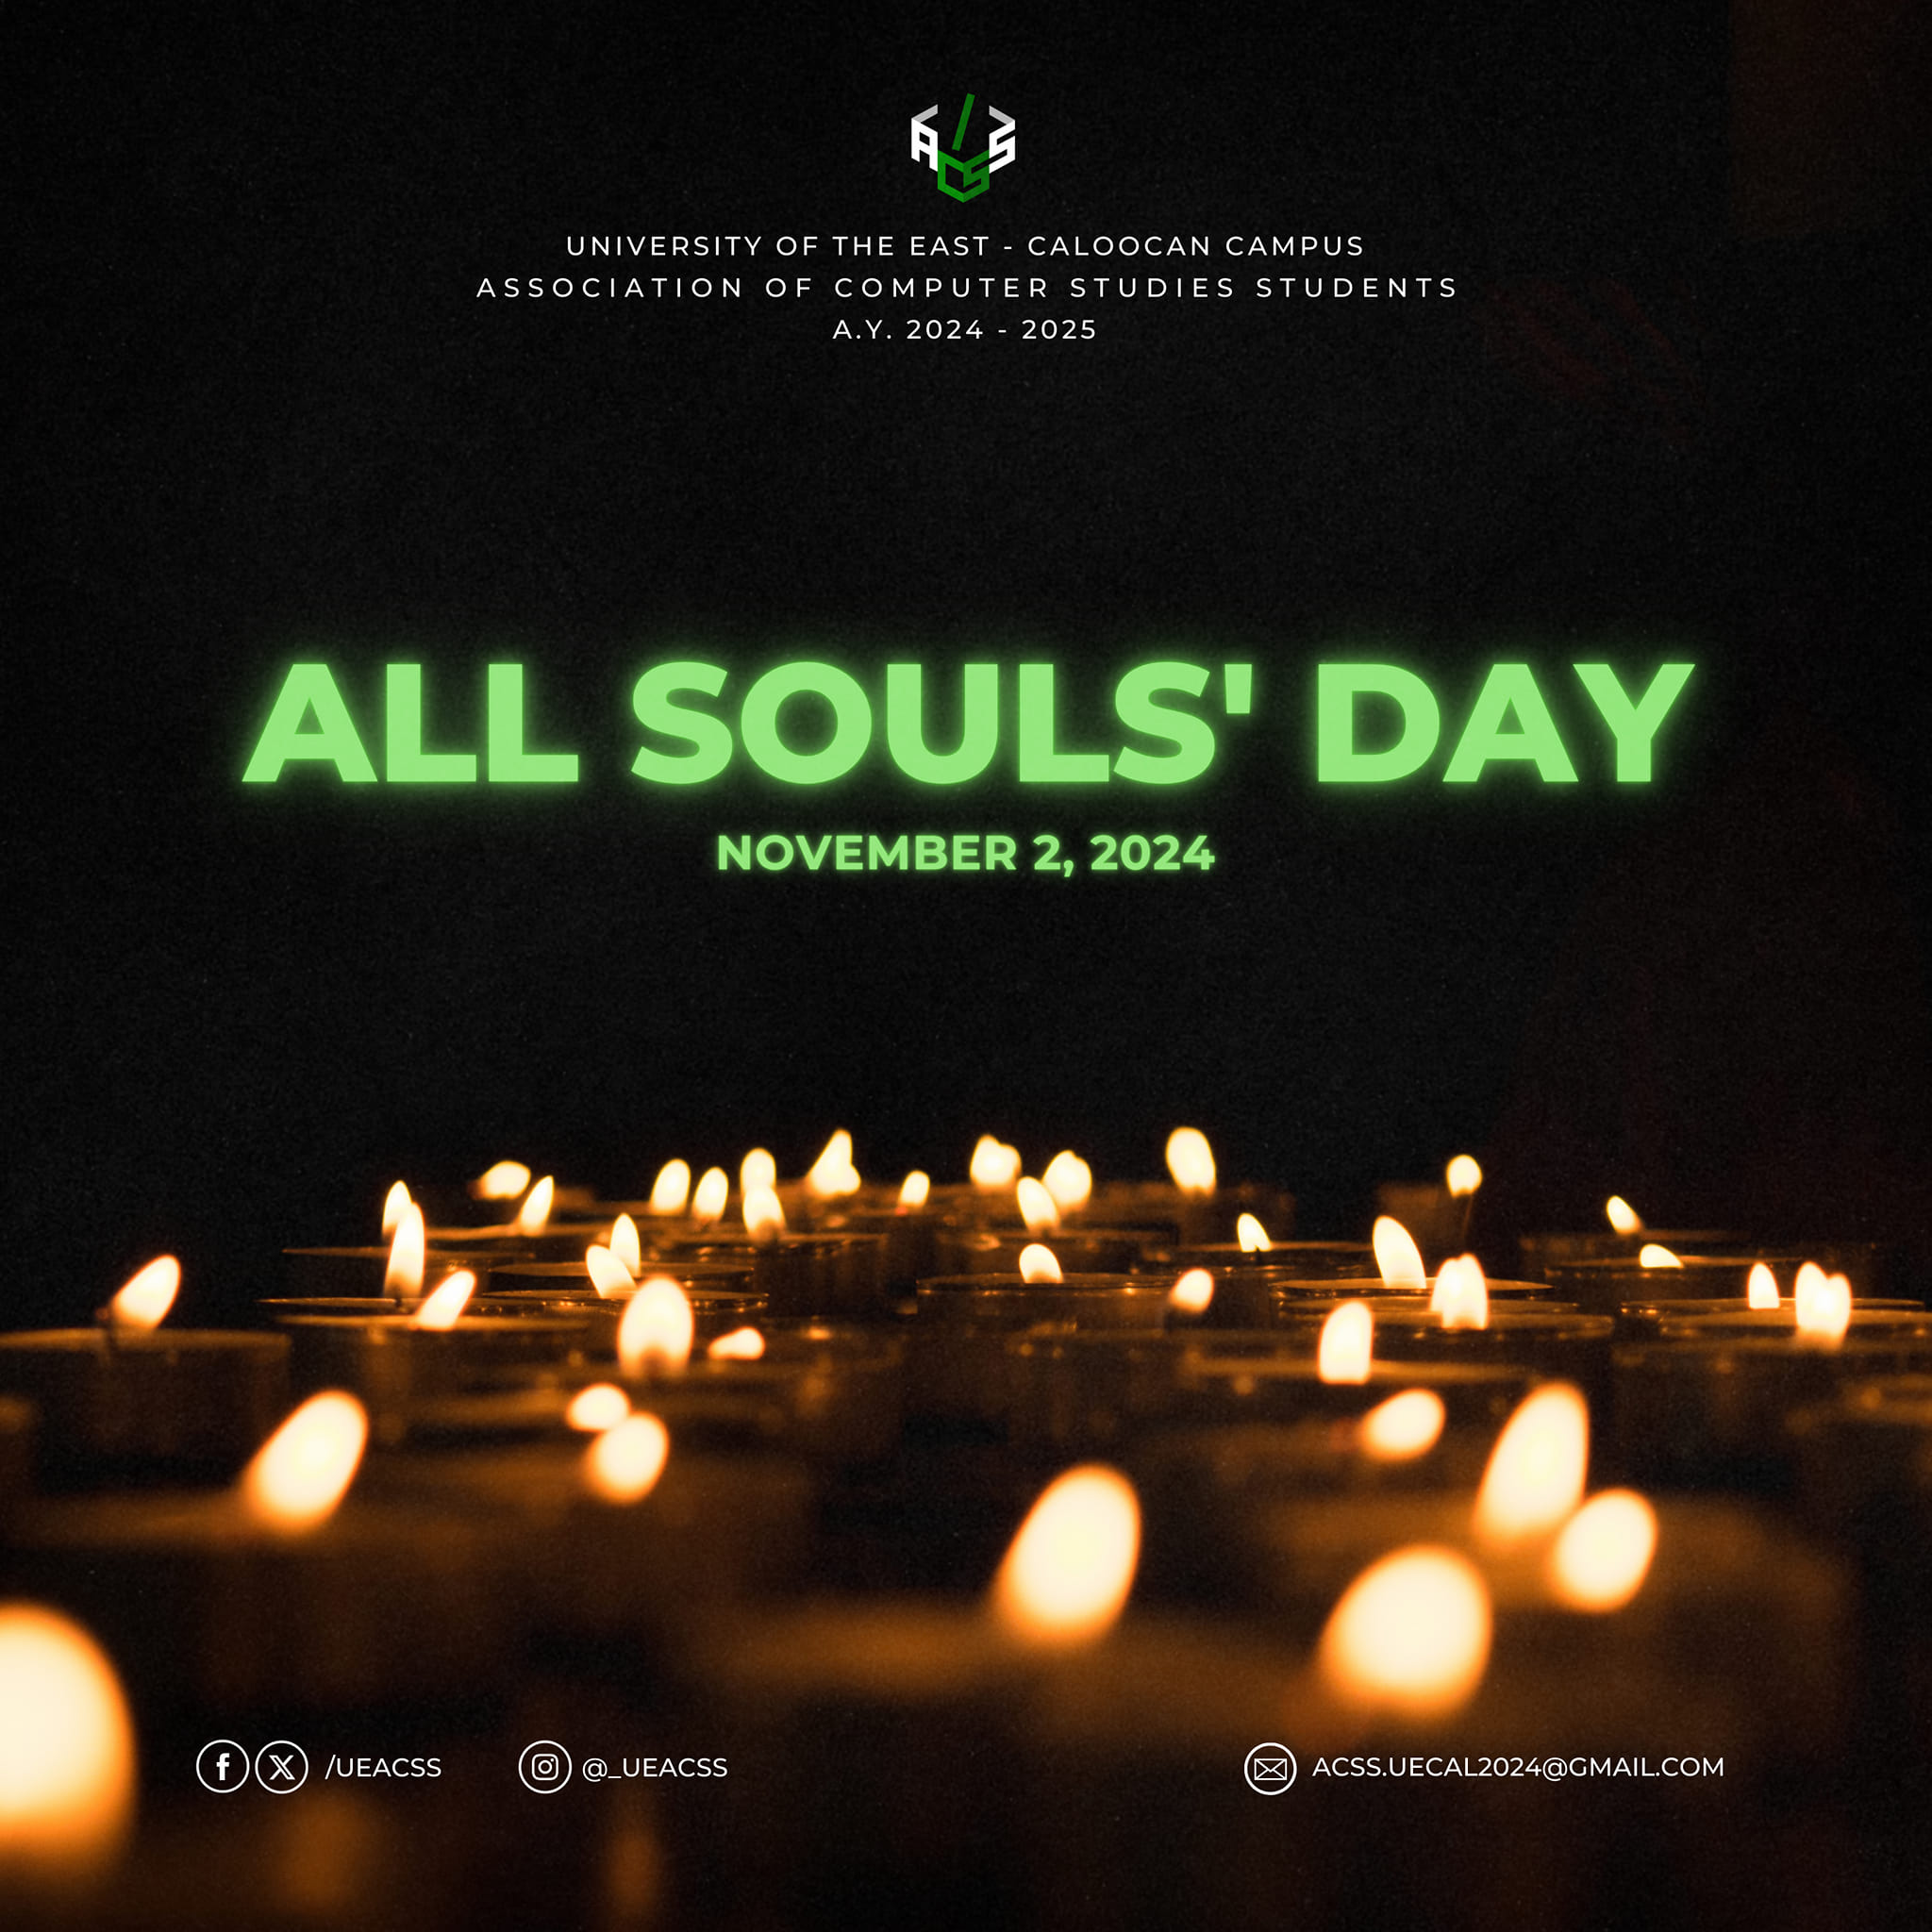 ACSS
UNIVERSITY OF THE EAST - CALOOCAN CAMPUS
ASSOCIATION OF COMPUTER STUDIES STUDENTS
A.Y. 2024 - 2025
ALL SOULS' DAY
NOVEMBER 2, 2024
/UEACSS
@_UEACSS
ACSS.UECAL2024@GMAIL.COM